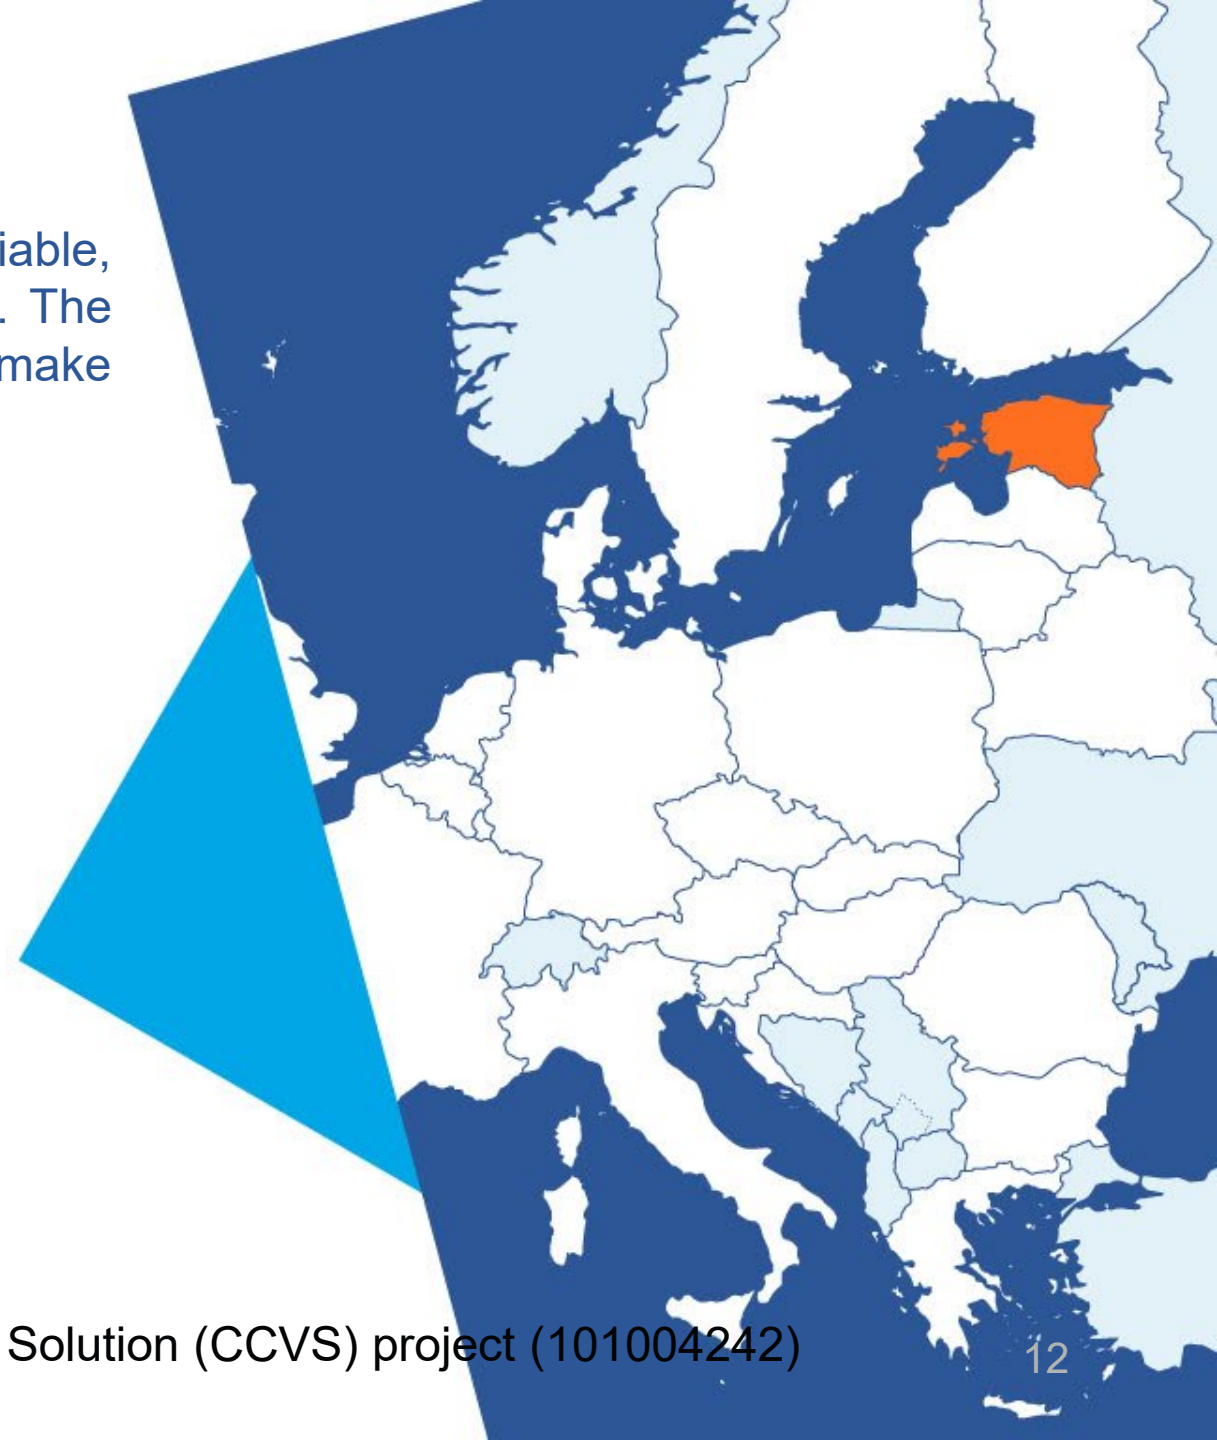 iable,
. The
make
Solution (CCVS) project (101004242)
12